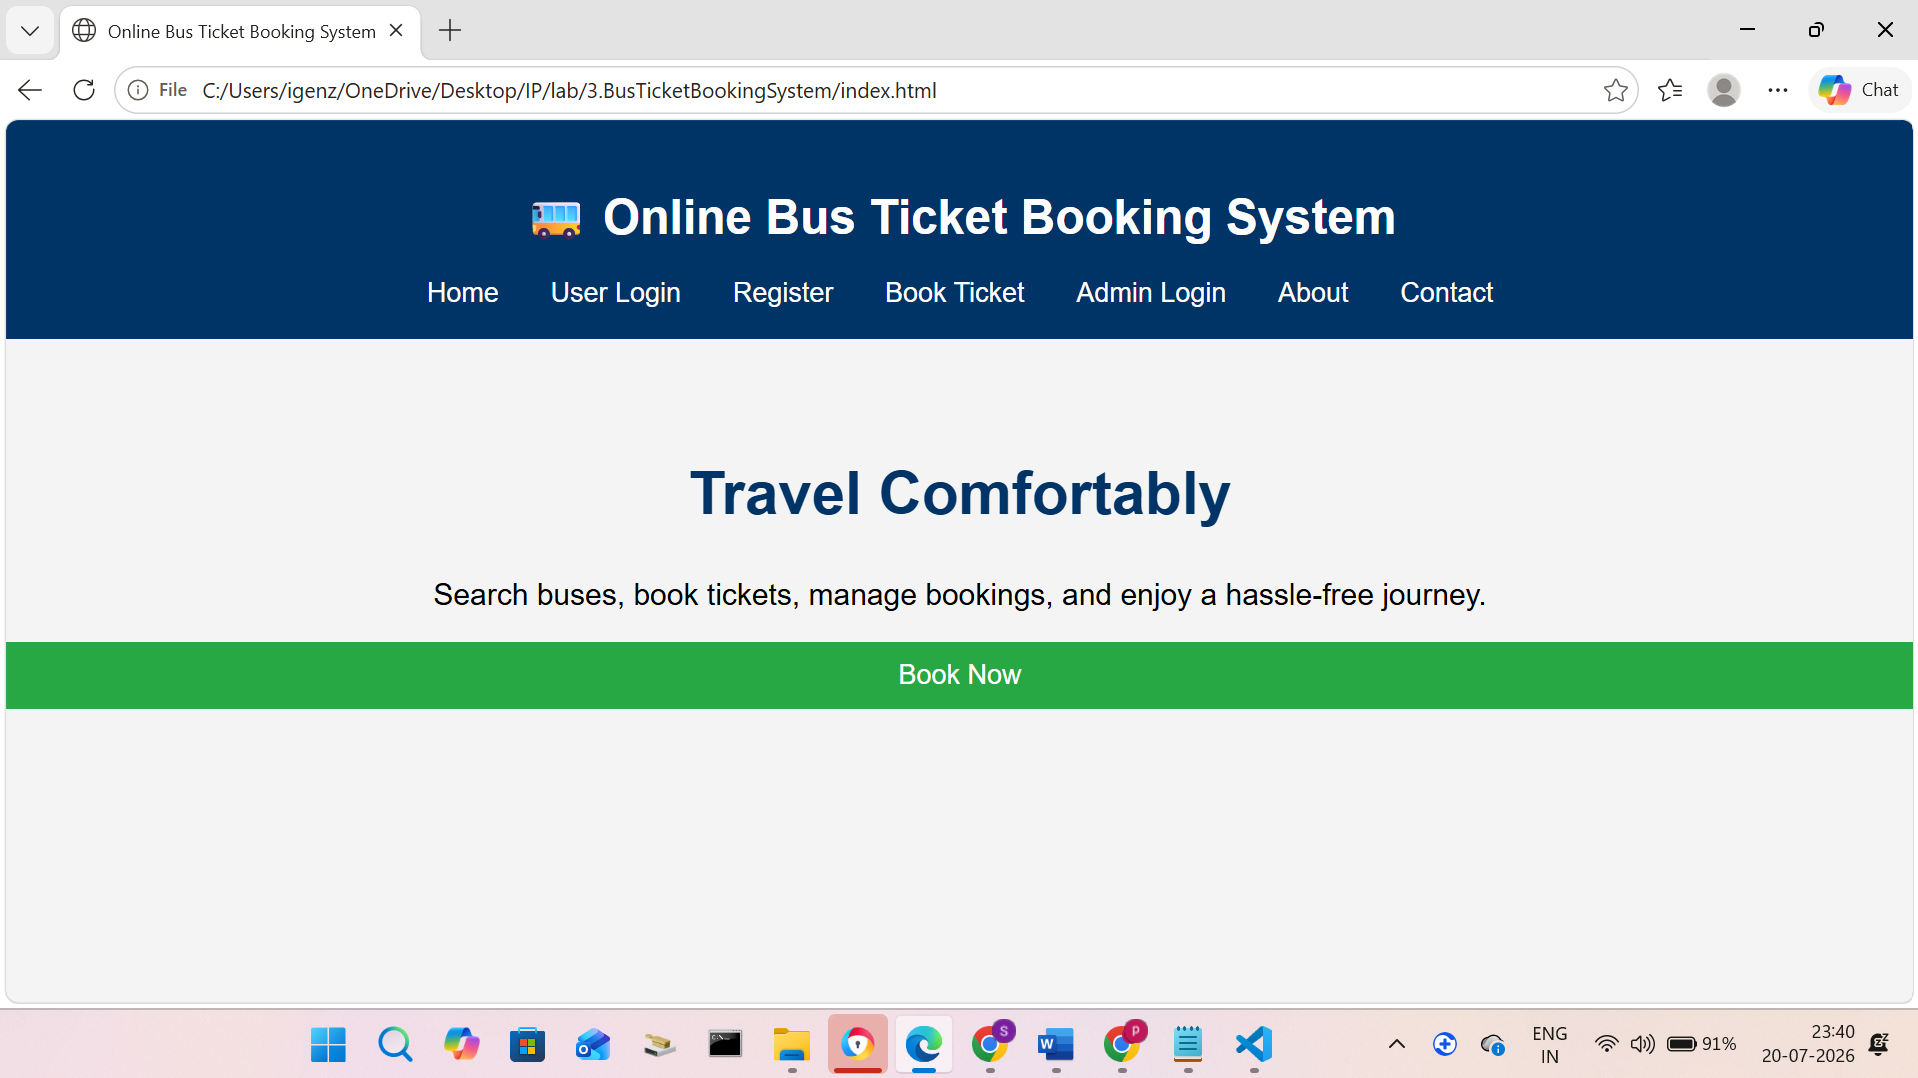 Online Bus Ticket Booking System
File C:/Users/igenz/OneDrive/Desktop/IP/lab/3.BusTicketBookingSystem/index.html
Chat
Online Bus Ticket Booking System
Home User Login Register Book Ticket Admin Login About Contact
Travel Comfortably
Search buses, book tickets, manage bookings, and enjoy a hassle-free journey.
Book Now
S
W
P
ENG
IN
91%
23:40
20-07-2026